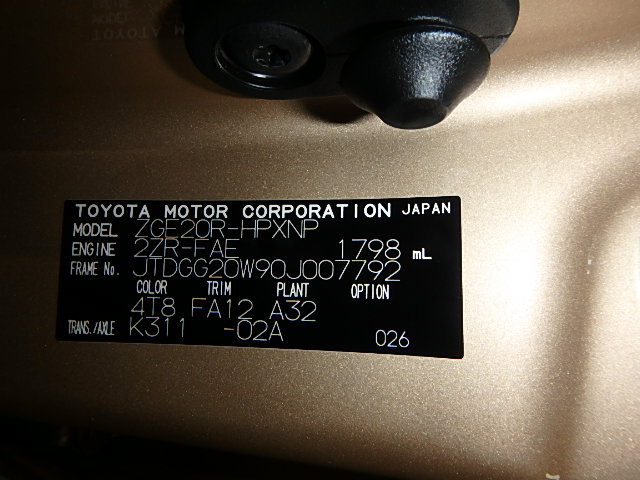 TOYOTA MOTOR CORPORATION JAPAN
MODEL ZGE20R-HPXNP
ENGINE 2ZR-FAE 1798 mL
FRAME No. JTDGG20W90J007792
COLOR TRIM PLANT OPTION
4T8 FA12 A32
TRANS./AXLE K311 -02A 026